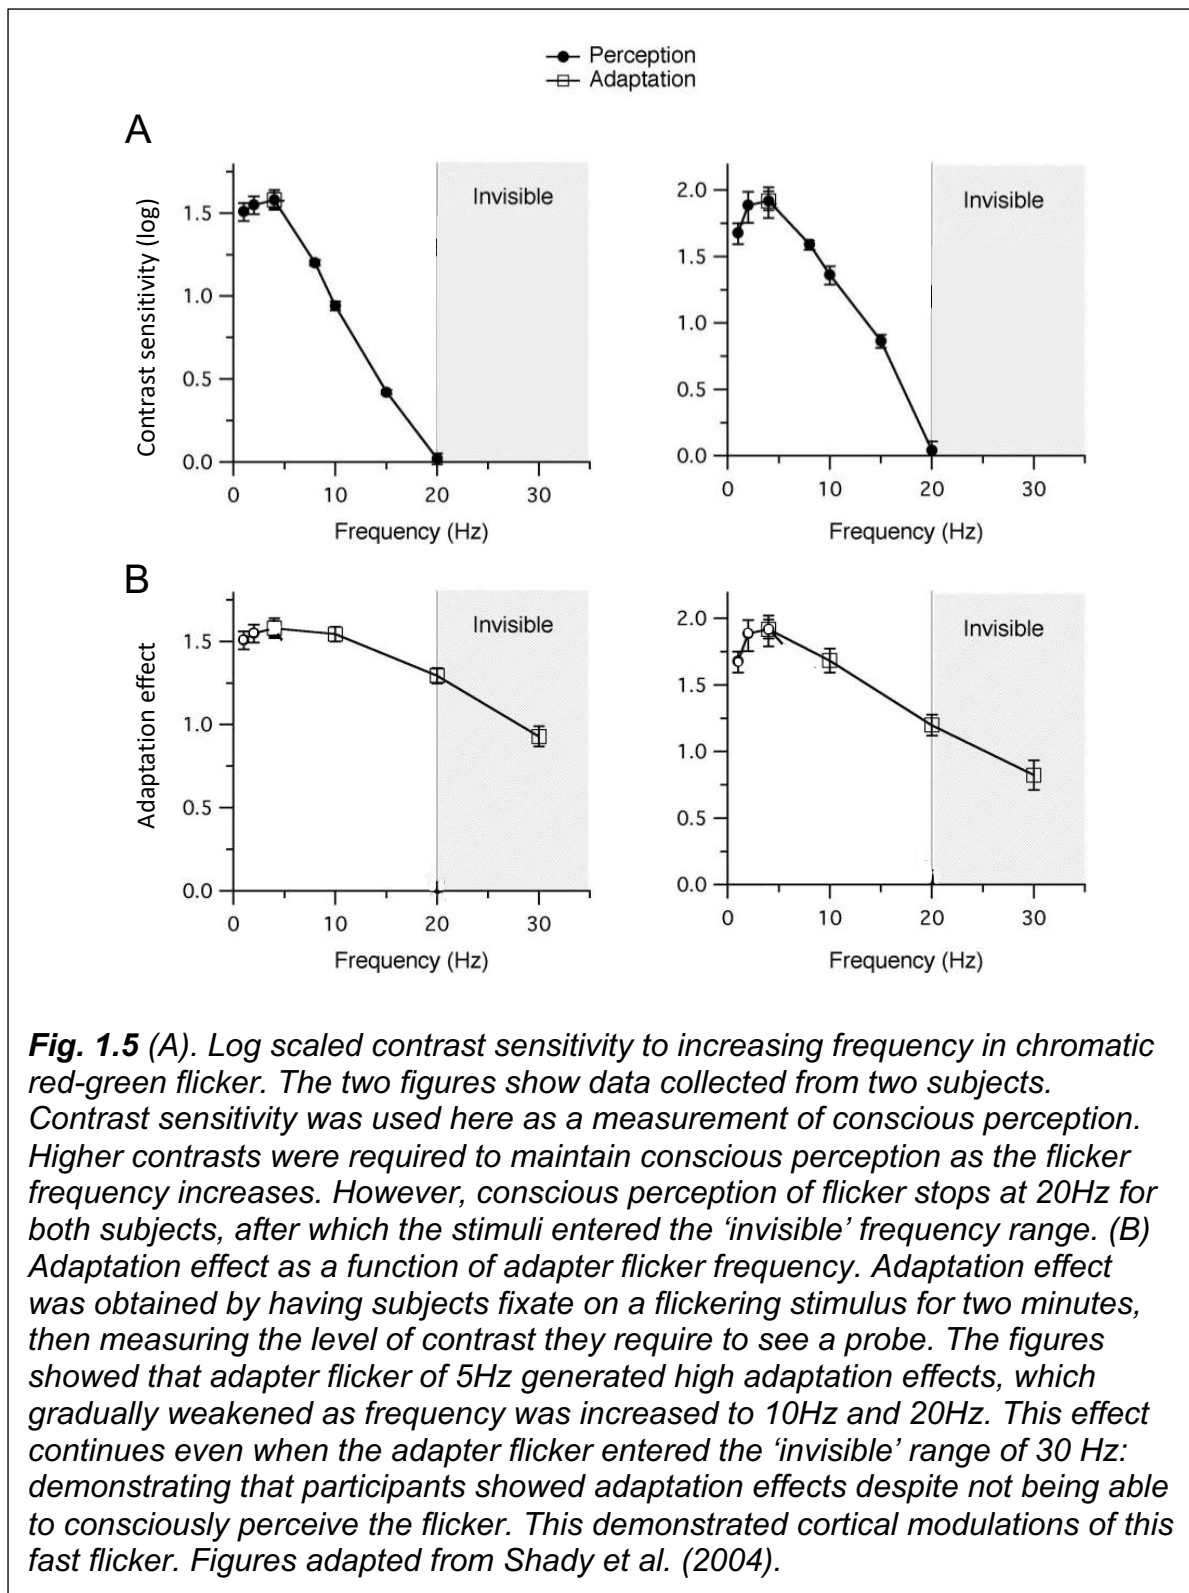 Perception
Adaptation
A
Contrast sensitivity (log)
1.5
1.0
0.5
0.0
Invisible
0 10 20 30
Frequency (Hz)
2.0
1.5
1.0
0.5
0.0
Invisible
0 10 20 30
Frequency (Hz)
B
Adaptation effect
1.5
1.0
0.5
0.0
Invisible
0 10 20 30
Frequency (Hz)
2.0
1.5
1.0
0.5
0.0
Invisible
0 10 20 30
Frequency (Hz)
Fig. 1.5 (A). Log scaled contrast sensitivity to increasing frequency in chromatic
red-green flicker. The two figures show data collected from two subjects.
Contrast sensitivity was used here as a measurement of conscious perception.
Higher contrasts were required to maintain conscious perception as the flicker
frequency increases. However, conscious perception of flicker stops at 20Hz for
both subjects, after which the stimuli entered the ‘invisible’ frequency range. (B)
Adaptation effect as a function of adapter flicker frequency. Adaptation effect
was obtained by having subjects fixate on a flickering stimulus for two minutes,
then measuring the level of contrast they require to see a probe. The figures
showed that adapter flicker of 5Hz generated high adaptation effects, which
gradually weakened as frequency was increased to 10Hz and 20Hz. This effect
continues even when the adapter flicker entered the ‘invisible’ range of 30 Hz:
demonstrating that participants showed adaptation effects despite not being able
to consciously perceive the flicker. This demonstrated cortical modulations of this
fast flicker. Figures adapted from Shady et al. (2004).